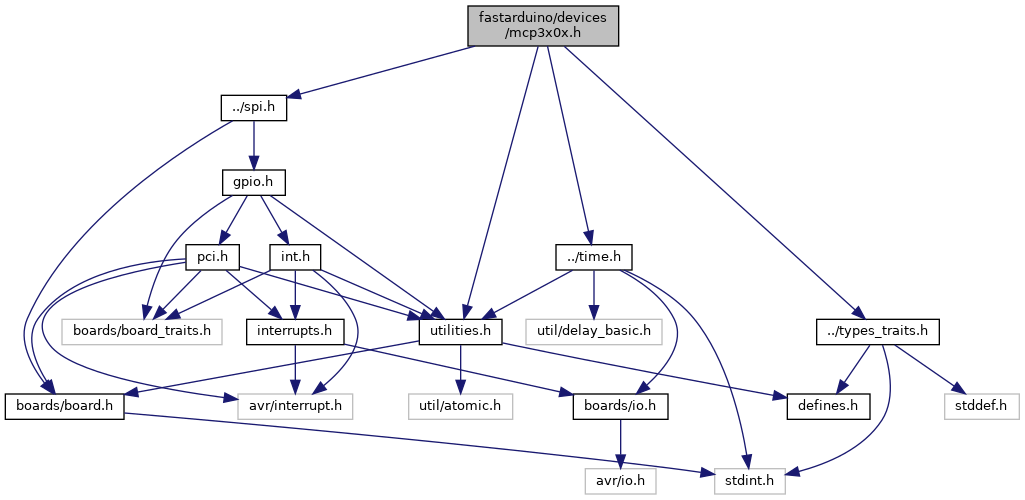 fastarduino/devices
/mcp3x0x.h
../spi.h
gpio.h
pci.h
int.h
../time.h
boards/board_traits.h
interrupts.h
utilities.h
util/delay_basic.h
../types_traits.h
boards/board.h
avr/interrupt.h
util/atomic.h
boards/io.h
defines.h
stddef.h
avr/io.h
stdint.h